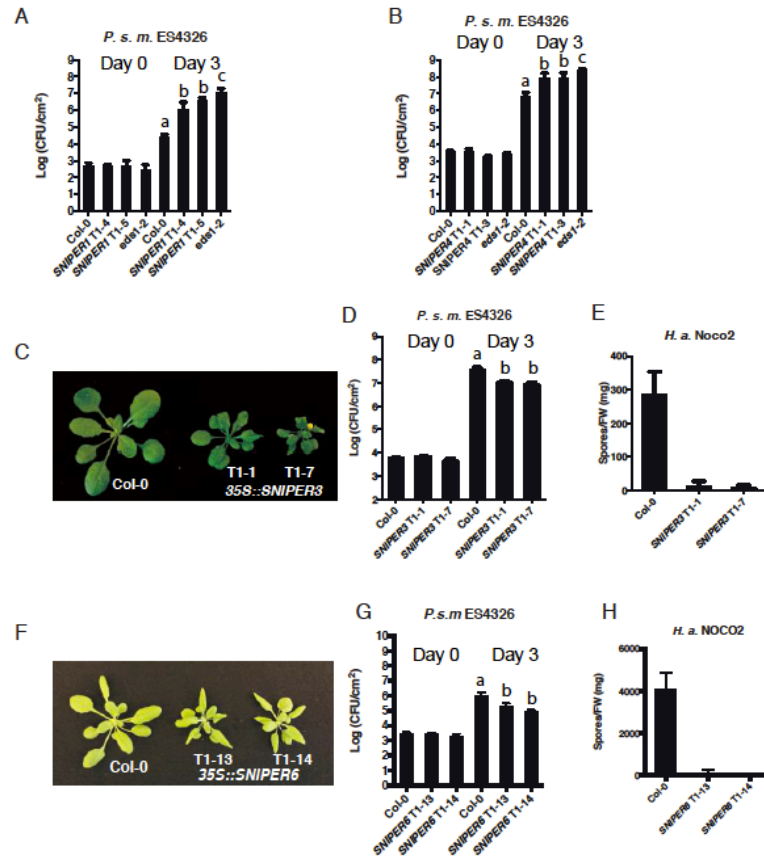 A
P. s. m. ES4326
Day 0 Day 3
Log (CFU/cm²)
9
8
7
6
5
4
3
2
1
0
a
b
b
c
Col-0
SNIPER1 T1-4
SNIPER1 T1-5
eds1-2
Col-0
SNIPER1 T1-4
SNIPER1 T1-5
eds1-2
B
P. s. m. ES4326
Day 0 Day 3
Log (CFU/cm²)
9
8
7
6
5
4
3
2
1
0
a
b
b
c
Col-0
SNIPER4 T1-1
SNIPER4 T1-3
eds1-2
Col-0
SNIPER4 T1-1
SNIPER4 T1-3
eds1-2
C
Col-0
T1-1 T1-7
35S::SNIPER3
D
P. s. m. ES4326
Day 0 Day 3
Log (CFU/cm²)
9
8
7
6
5
4
3
2
a
b
b
Col-0
SNIPER3 T1-1
SNIPER3 T1-7
Col-0
SNIPER3 T1-1
SNIPER3 T1-7
E
H. a. Noco2
Spores/FW (mg)
400
300
200
100
0
Col-0
SNIPER3 T1-1
SNIPER3 T1-7
F
Col-0
T1-13 T1-14
35S::SNIPER6
G
P.s.m ES4326
Day 0 Day 3
Log (CFU/cm²)
10
9
8
7
6
5
4
3
2
1
0
a
b
b
Col-0
SNIPER6 T1-13
SNIPER6 T1-14
Col-0
SNIPER6 T1-13
SNIPER6 T1-14
H
H. a. NOCO2
Spores/FW (mg)
6000
4000
2000
0
Col-0
SNIPER6 T1-13
SNIPER6 T1-14